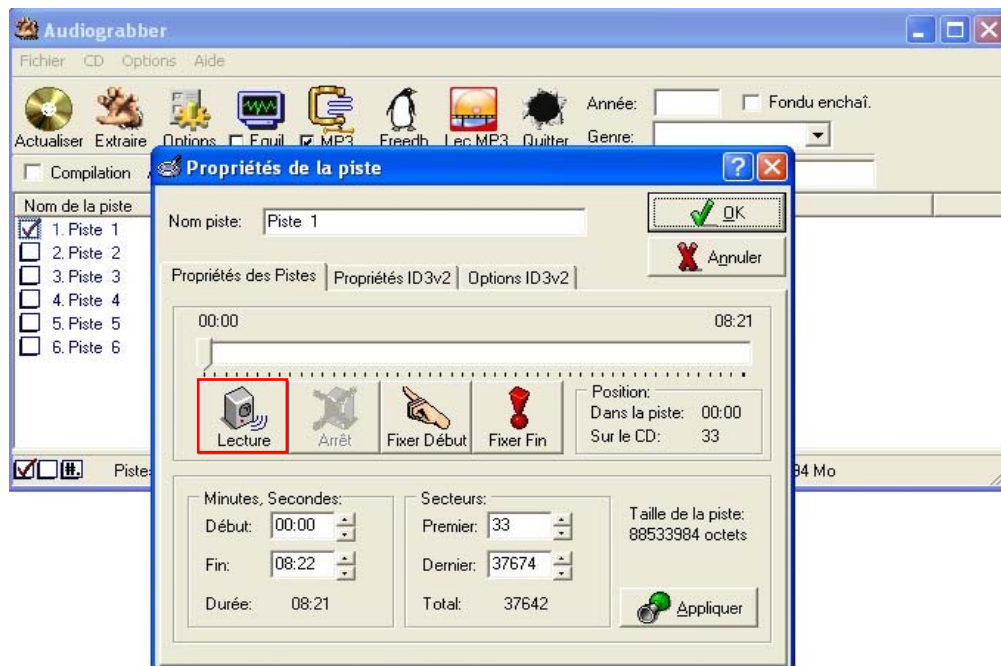 Audiograbber
Fichier CD Options Aide
Année: Fondu enchaî.
Actualiser Extraire Options Equil MP3 Freedb Lec.MP3 Quitter Genre:
Compilation
Propriétés de la piste
Nom de la piste
1. Piste 1
2. Piste 2
3. Piste 3
4. Piste 4
5. Piste 5
6. Piste 6
Nom piste: Piste 1
OK
Annuler
Propriétés des Pistes Propriétés ID3v2 Options ID3v2
00:00 08:21
Lecture Arrêt Fixer Début Fixer Fin
Position:
Dans la piste: 00:00
Sur le CD: 33
#. Piste 94 Mo
Minutes, Secondes:
Début: 00:00
Fin: 08:22
Durée: 08:21
Secteurs:
Premier: 33
Dernier: 37674
Total: 37642
Taille de la piste:
88533984 octets
Appliquer